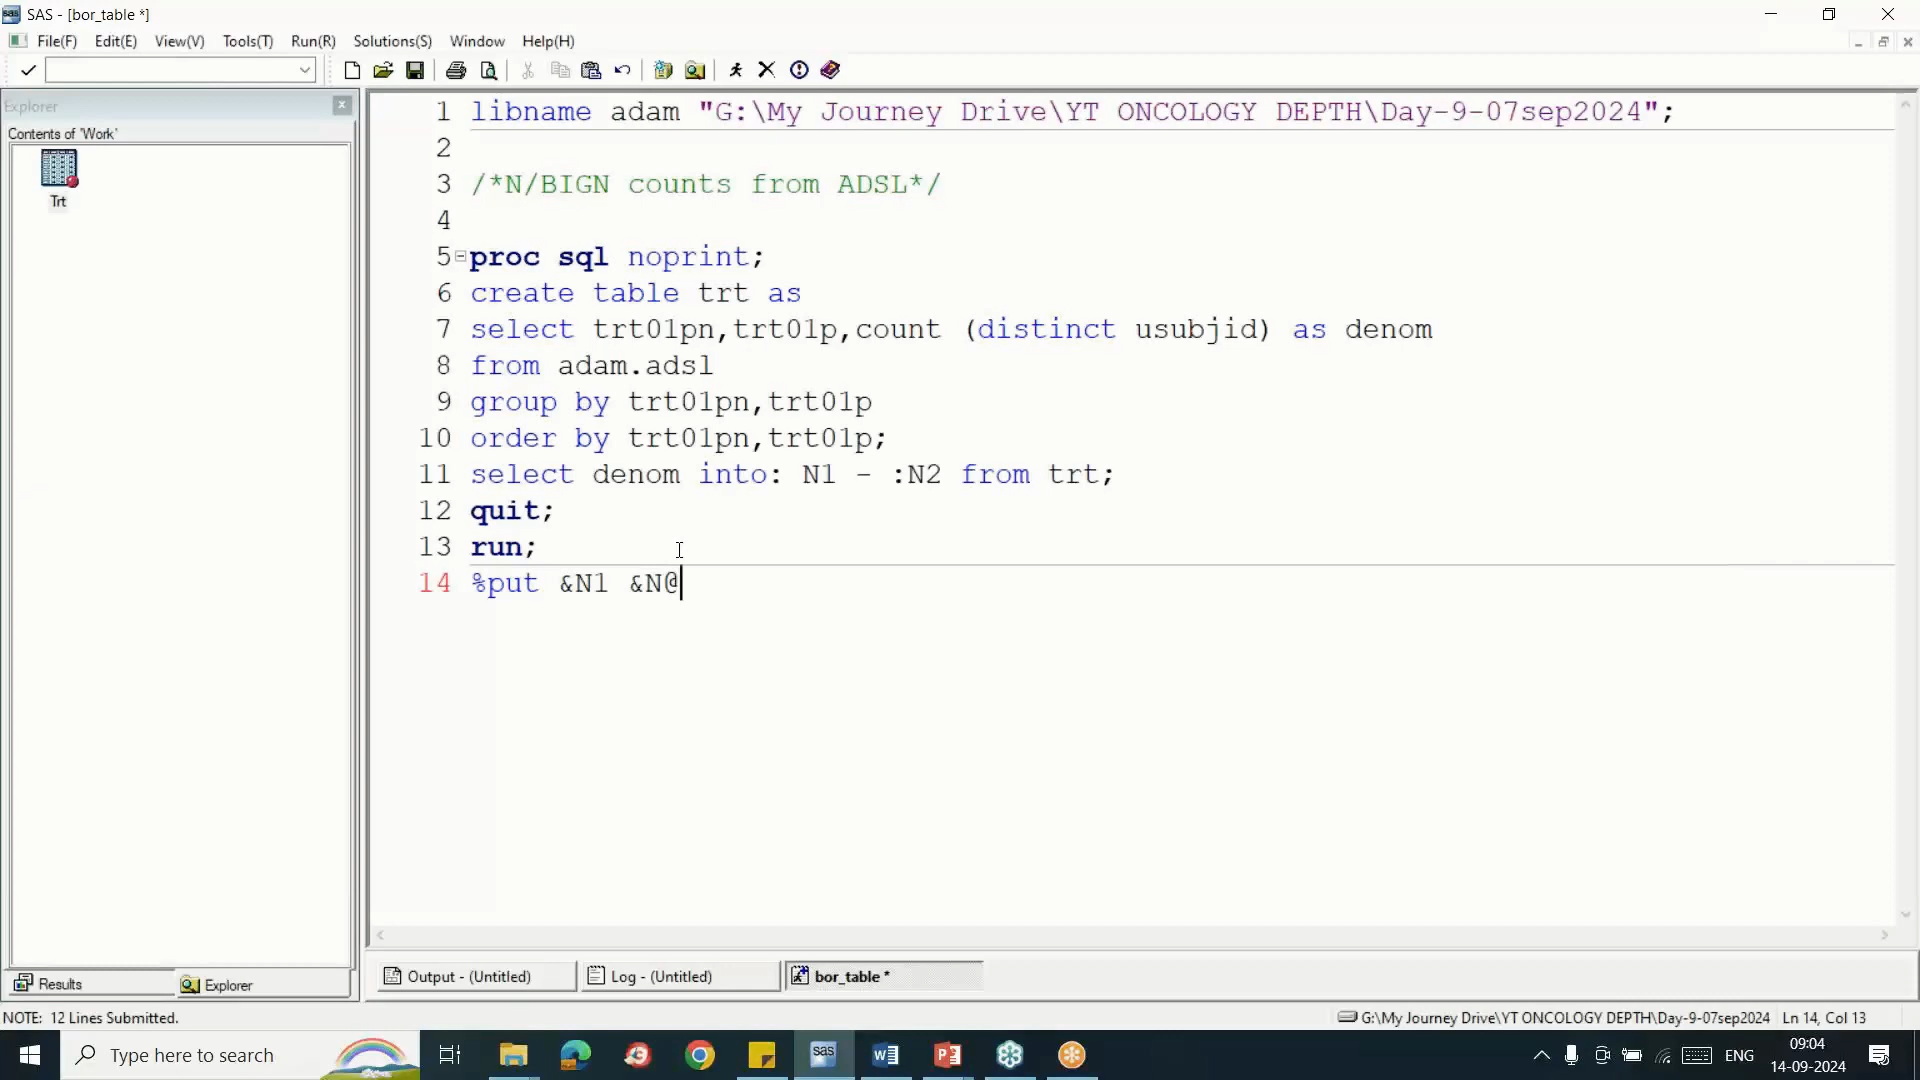 SAS - [bor_table *]
File(F) Edit(E) View(V) Tools(T) Run(R) Solutions(S) Window Help(H)
Explorer
Contents of 'Work'
Trt
1 libname adam "G:\My Journey Drive\YT ONCOLOGY DEPTH\Day-9-07sep2024";
2
3 /*N/BIGN counts from ADSL*/
4
5 proc sql noprint;
6 create table trt as
7 select trt01pn,trt01p,count (distinct usubjid) as denom
8 from adam.adsl
9 group by trt01pn,trt01p
10 order by trt01pn,trt01p;
11 select denom into: N1 - :N2 from trt;
12 quit;
13 run;
14 %put &N1 &N@
Results Explorer
Output - (Untitled) Log - (Untitled) bor_table *
NOTE: 12 Lines Submitted. G:\My Journey Drive\YT ONCOLOGY DEPTH\Day-9-07sep2024 Ln 14, Col 13
Type here to search
ENG
09:04
14-09-2024